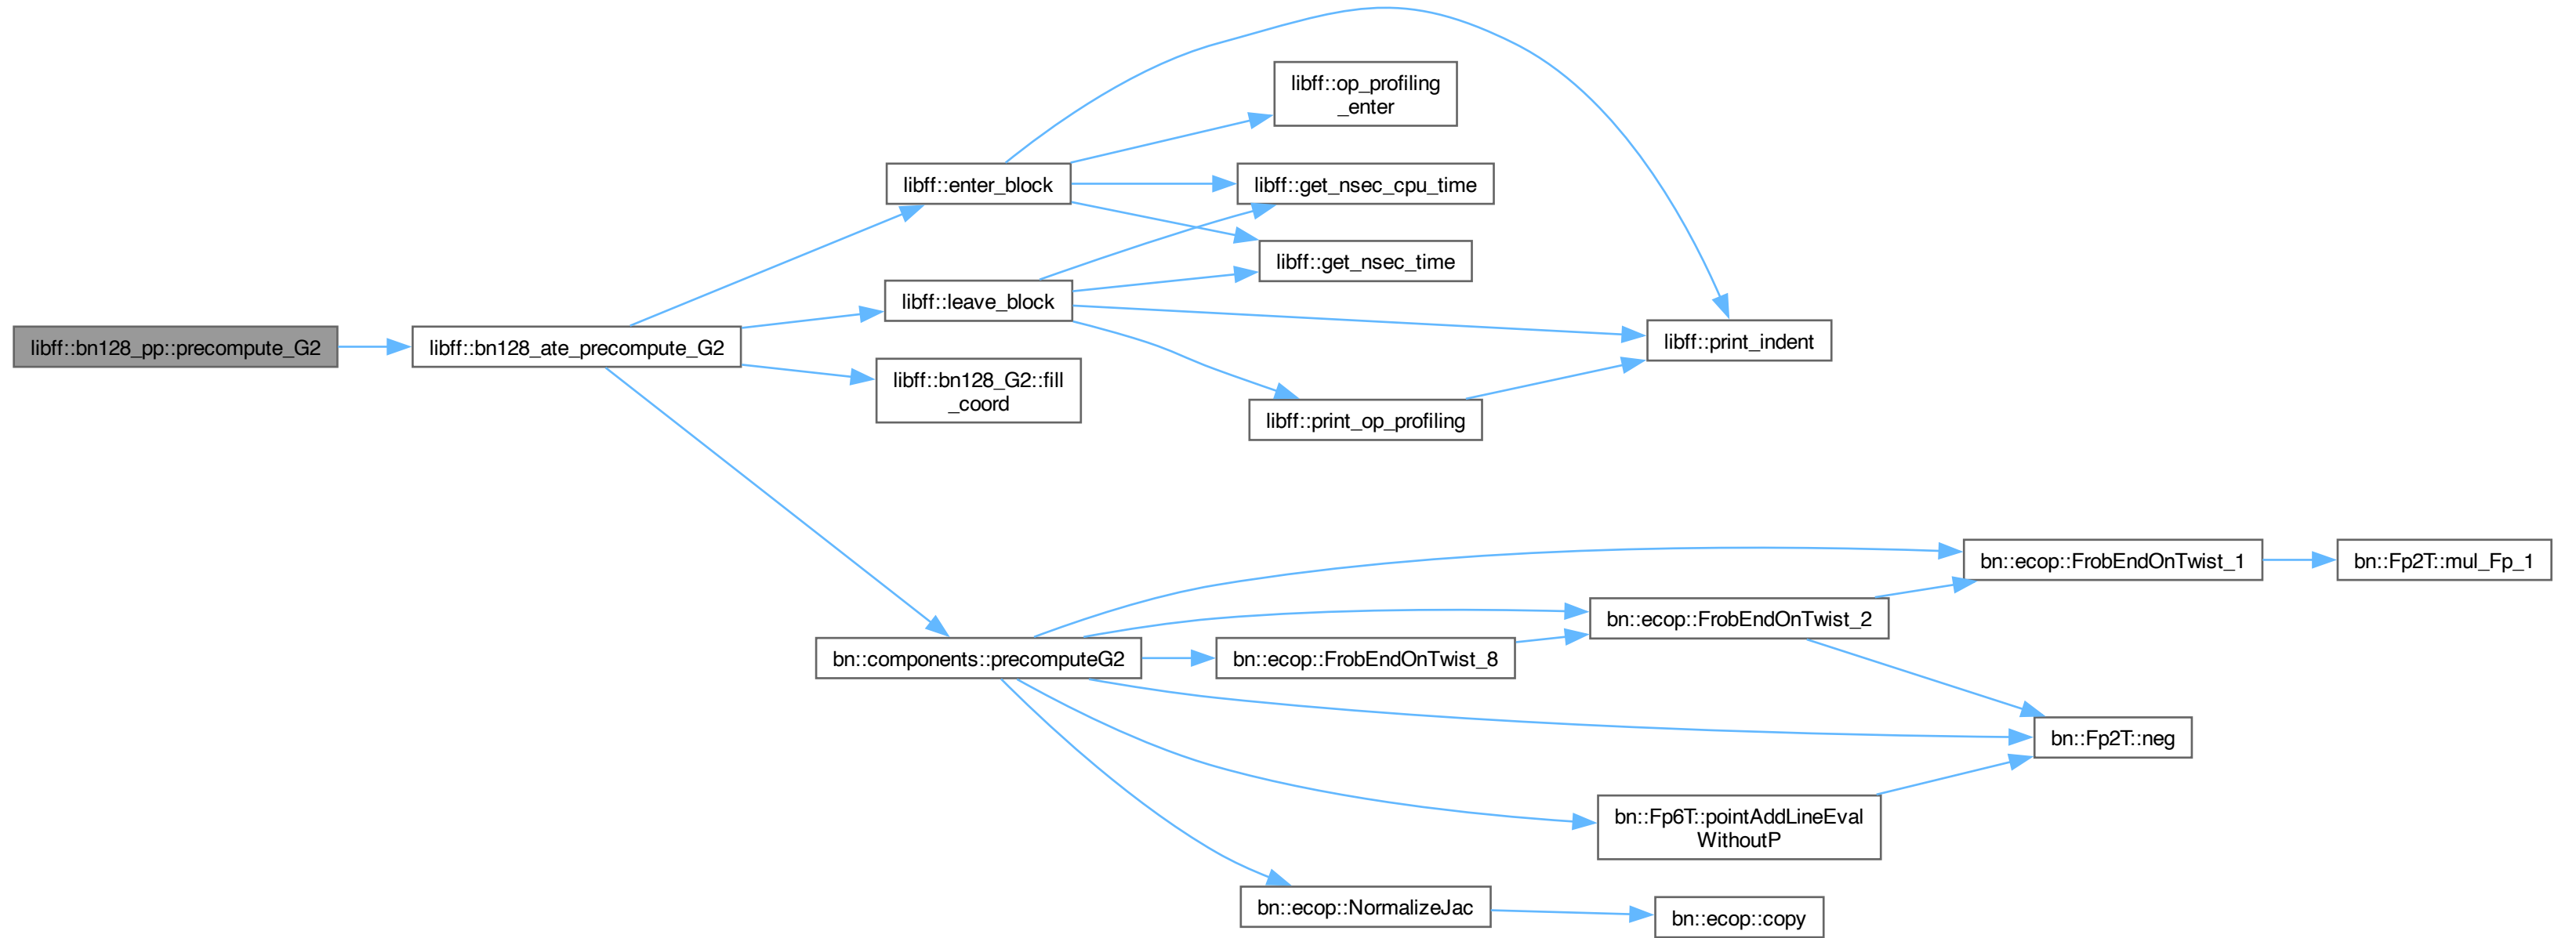 libff::op_profiling
_enter
libff::enter_block
libff::get_nsec_cpu_time
libff::get_nsec_time
libff::leave_block
libff::bn128_pp::precompute_G2
libff::bn128_ate_precompute_G2
libff::print_indent
libff::bn128_G2::fill
_coord
libff::print_op_profiling
bn::ecop::FrobEndOnTwist_1
bn::Fp2T::mul_Fp_1
bn::ecop::FrobEndOnTwist_2
bn::components::precomputeG2
bn::ecop::FrobEndOnTwist_8
bn::Fp2T::neg
bn::Fp6T::pointAddLineEval
WithoutP
bn::ecop::NormalizeJac
bn::ecop::copy